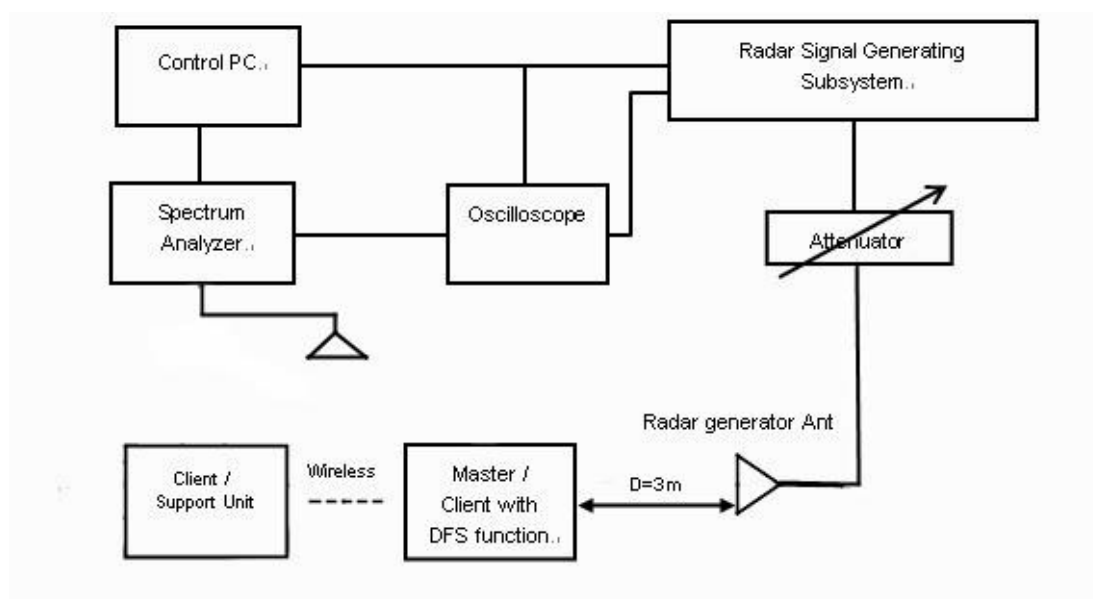 Control PC.
Radar Signal Generating
Subsystem.
Spectrum
Analyzer.
Oscilloscope
Attenuator
Radar generator Ant
Client /
Support Unit
Wireless
Master /
Client with
DFS function.
D=3m